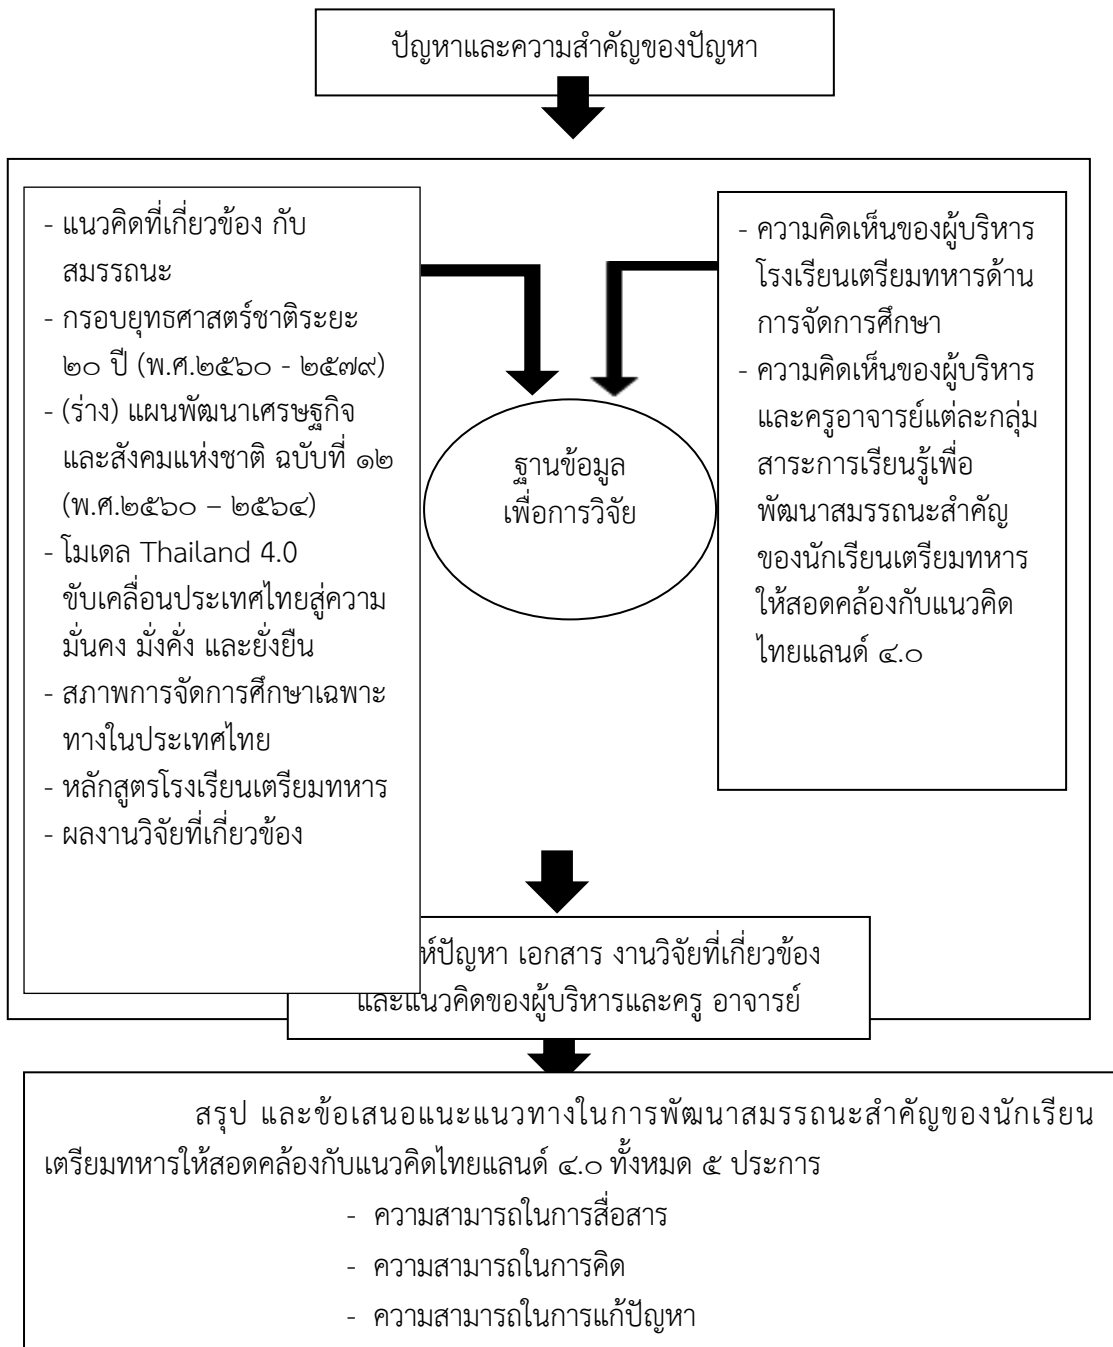 ปัญหาและความสำคัญของปัญหา
- แนวคิดที่เกี่ยวข้อง กับ
สมรรถนะ
- กรอบยุทธศาสตร์ชาติระยะ
๒๐ ปี (พ.ศ.๒๕๖๐ - ๒๕๗๙)
- (ร่าง) แผนพัฒนาเศรษฐกิจ
และสังคมแห่งชาติ ฉบับที่ ๑๒
(พ.ศ.๒๕๖๐ – ๒๕๖๔)
- โมเดล Thailand 4.0
ขับเคลื่อนประเทศไทยสู่ความ
มั่นคง มั่งคั่ง และยั่งยืน
- สภาพการจัดการศึกษาเฉพาะ
ทางในประเทศไทย
- หลักสูตรโรงเรียนเตรียมทหาร
- ผลงานวิจัยที่เกี่ยวข้อง
ฐานข้อมูล
เพื่อการวิจัย
- ความคิดเห็นของผู้บริหาร
โรงเรียนเตรียมทหารด้าน
การจัดการศึกษา
- ความคิดเห็นของผู้บริหาร
และครูอาจารย์แต่ละกลุ่ม
สาระการเรียนรู้เพื่อ
พัฒนาสมรรถนะสำคัญ
ของนักเรียนเตรียมทหาร
ให้สอดคล้องกับแนวคิด
ไทยแลนด์ ๔.๐
ห์ปัญหา เอกสาร งานวิจัยที่เกี่ยวข้อง
และแนวคิดของผู้บริหารและครู อาจารย์
สรุป และข้อเสนอแนะแนวทางในการพัฒนาสมรรถนะสำคัญของนักเรียน
เตรียมทหารให้สอดคล้องกับแนวคิดไทยแลนด์ ๔.๐ ทั้งหมด ๕ ประการ
- ความสามารถในการสื่อสาร
- ความสามารถในการคิด
- ความสามารถในการแก้ปัญหา